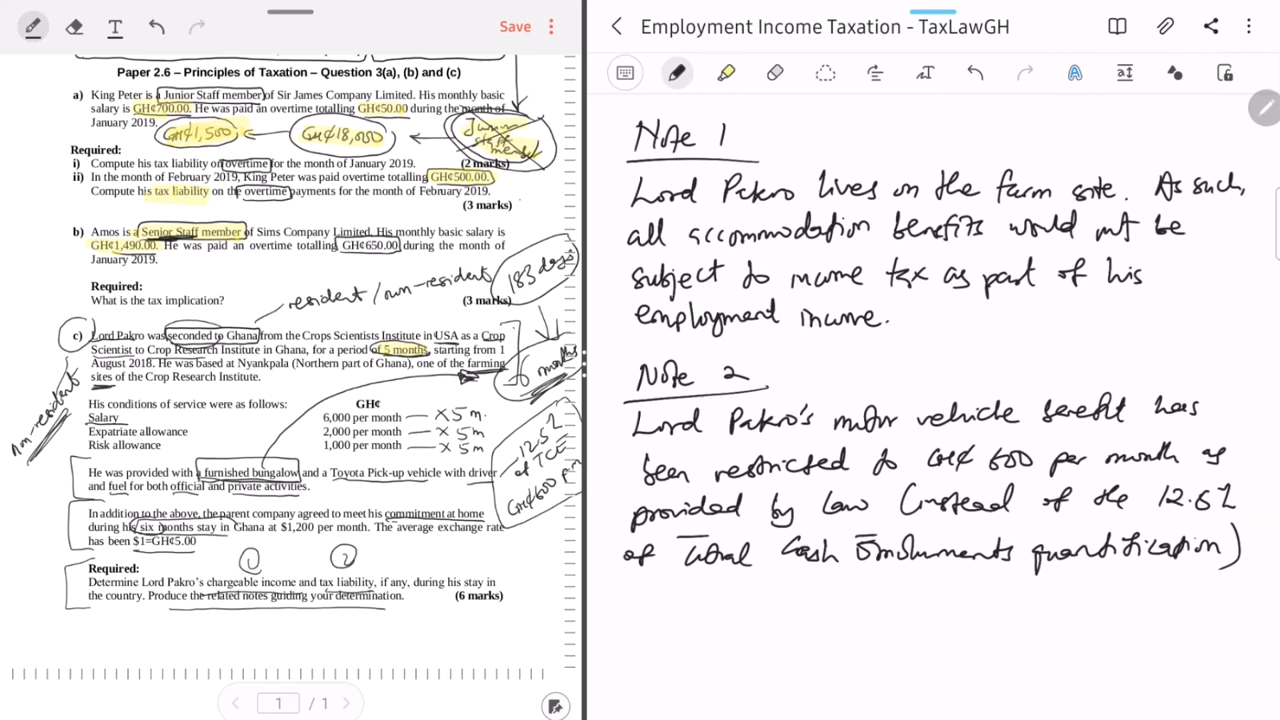 Save
Employment Income Taxation - TaxLawGH
Paper 2.6 – Principles of Taxation – Question 3(a), (b) and (c)
a) King Peter is a Junior Staff member of Sir James Company Limited. His monthly basic
salary is GH¢700.00. He was paid an overtime totalling GH¢50.00 during the month of
January 2019.
GH¢1,500
GH¢18,000
Junior
staff
member
Required:
i) Compute his tax liability on overtime for the month of January 2019. (2 marks)
ii) In the month of February 2019, King Peter was paid overtime totalling GH¢500.00.
Compute his tax liability on the overtime payments for the month of February 2019.
(3 marks)
b) Amos is a Senior Staff member of Sims Company Limited. His monthly basic salary is
GH¢1,490.00. He was paid an overtime totalling GH¢650.00 during the month of
January 2019.
Required:
What is the tax implication? (3 marks)
resident / non-resident
183 days
c) Lord Pakro was seconded to Ghana from the Crops Scientists Institute in USA as a Crop
Scientist to Crop Research Institute in Ghana, for a period of 5 months, starting from 1
August 2018. He was based at Nyankpala (Northern part of Ghana), one of the farming
sites of the Crop Research Institute.
6 months
non-resident
His conditions of service were as follows: GH¢
Salary 6,000 per month — × 5 m.
Expatriate allowance 2,000 per month — × 5 m
Risk allowance 1,000 per month — × 5 m
He was provided with a furnished bungalow and a Toyota Pick-up vehicle with driver
and fuel for both official and private activities.
12.5%
of TCE
GH¢600 pm
In addition to the above, the parent company agreed to meet his commitment at home
during his six months stay in Ghana at $1,200 per month. The average exchange rate
has been $1=GH¢5.00
1 2
Required:
Determine Lord Pakro's chargeable income and tax liability, if any, during his stay in
the country. Produce the related notes guiding your determination. (6 marks)
1 / 1
Note 1
Lord Pakro lives on the farm site. As such,
all accommodation benefits would not be
subject to income tax as part of his
employment income.
Note 2
Lord Pakro's motor vehicle benefit has
been restricted to GH¢ 600 per month as
provided by law (instead of the 12.5%
of Total Cash Emoluments quantification)